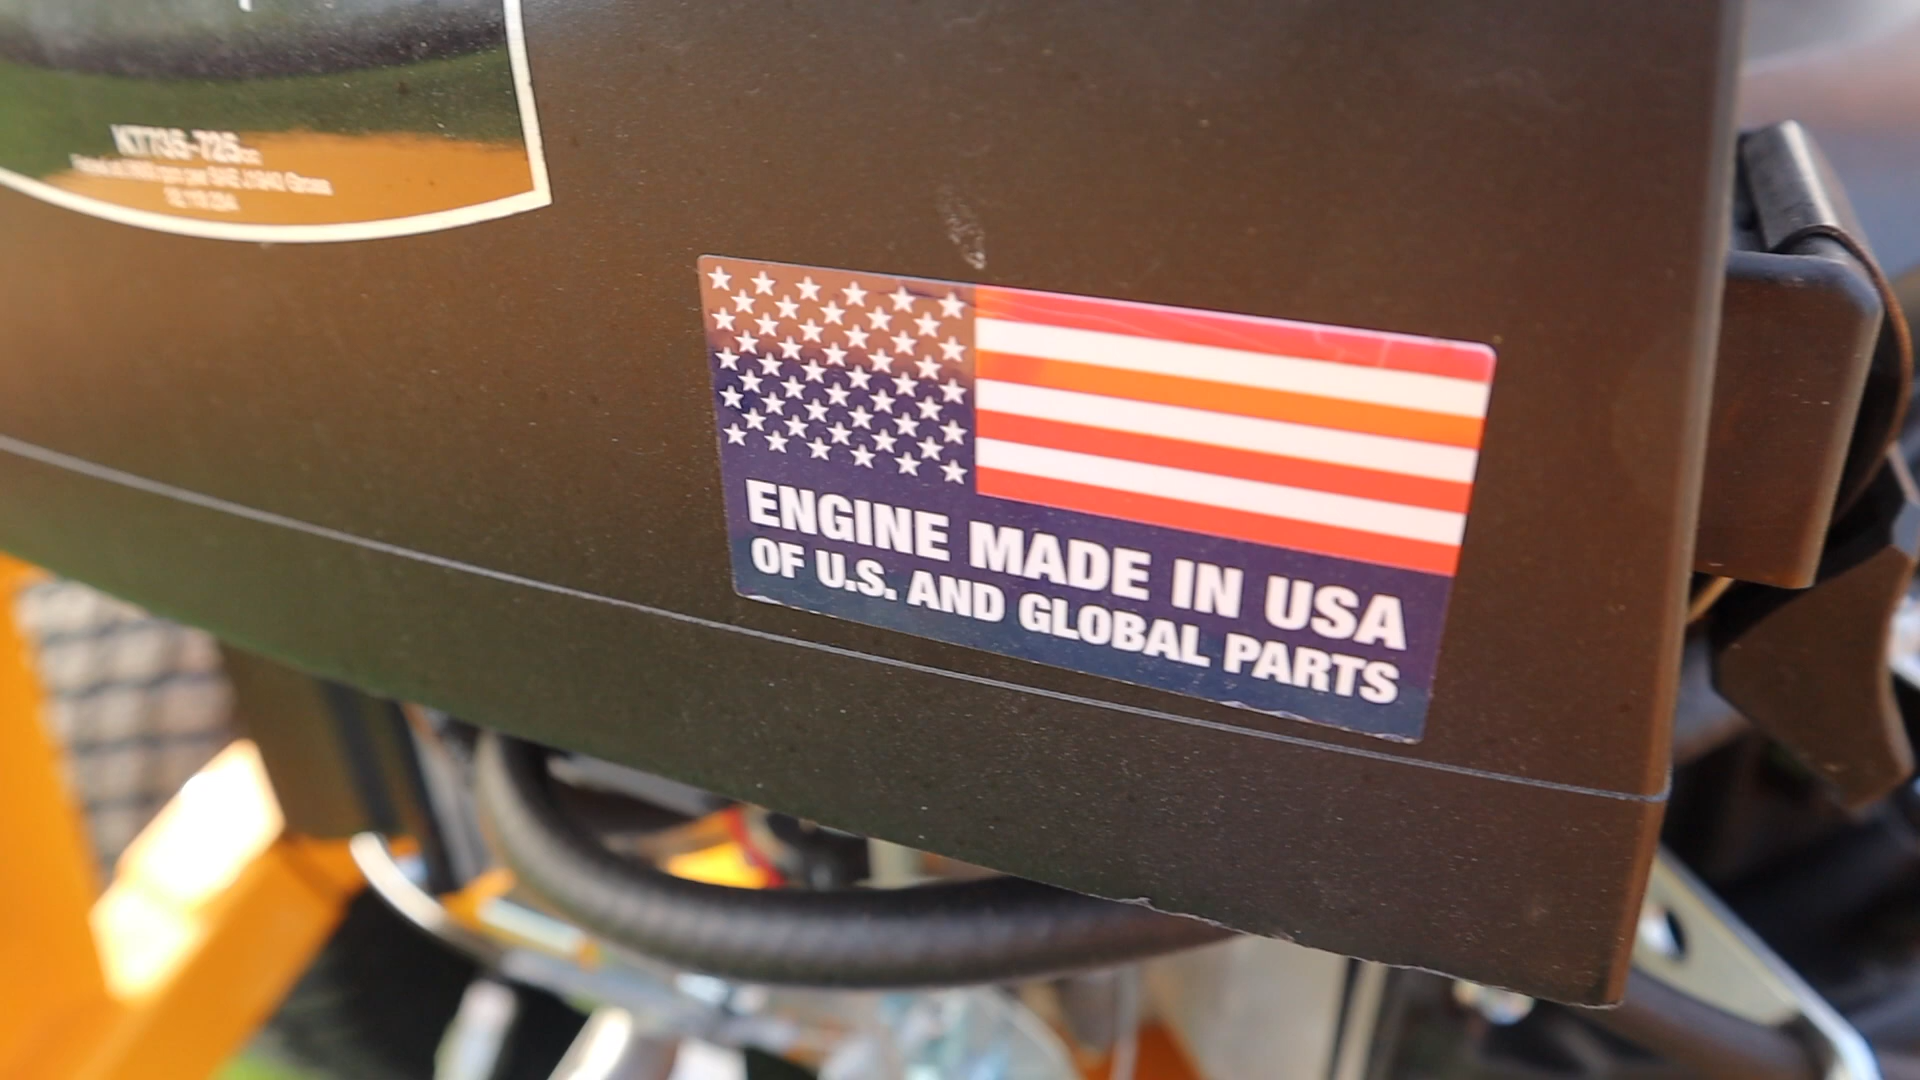 KT735-725cc
ENGINE MADE IN USA
OF U.S. AND GLOBAL PARTS